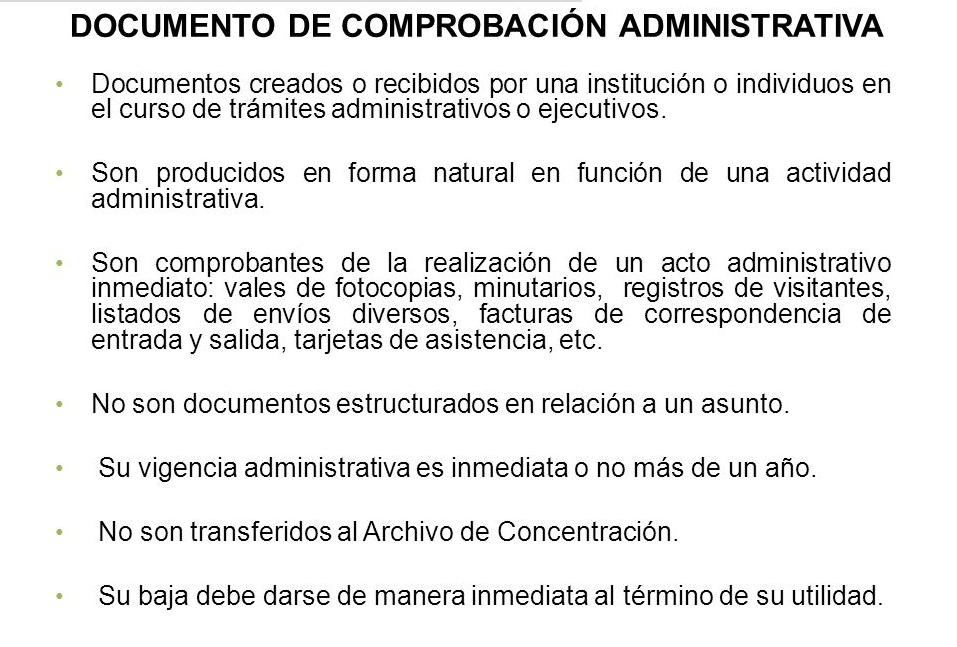 DOCUMENTO DE COMPROBACIÓN ADMINISTRATIVA
• Documentos creados o recibidos por una institución o individuos en
el curso de trámites administrativos o ejecutivos.
• Son producidos en forma natural en función de una actividad
administrativa.
• Son comprobantes de la realización de un acto administrativo
inmediato: vales de fotocopias, minutarios, registros de visitantes,
listados de envíos diversos, facturas de correspondencia de
entrada y salida, tarjetas de asistencia, etc.
• No son documentos estructurados en relación a un asunto.
• Su vigencia administrativa es inmediata o no más de un año.
• No son transferidos al Archivo de Concentración.
• Su baja debe darse de manera inmediata al término de su utilidad.